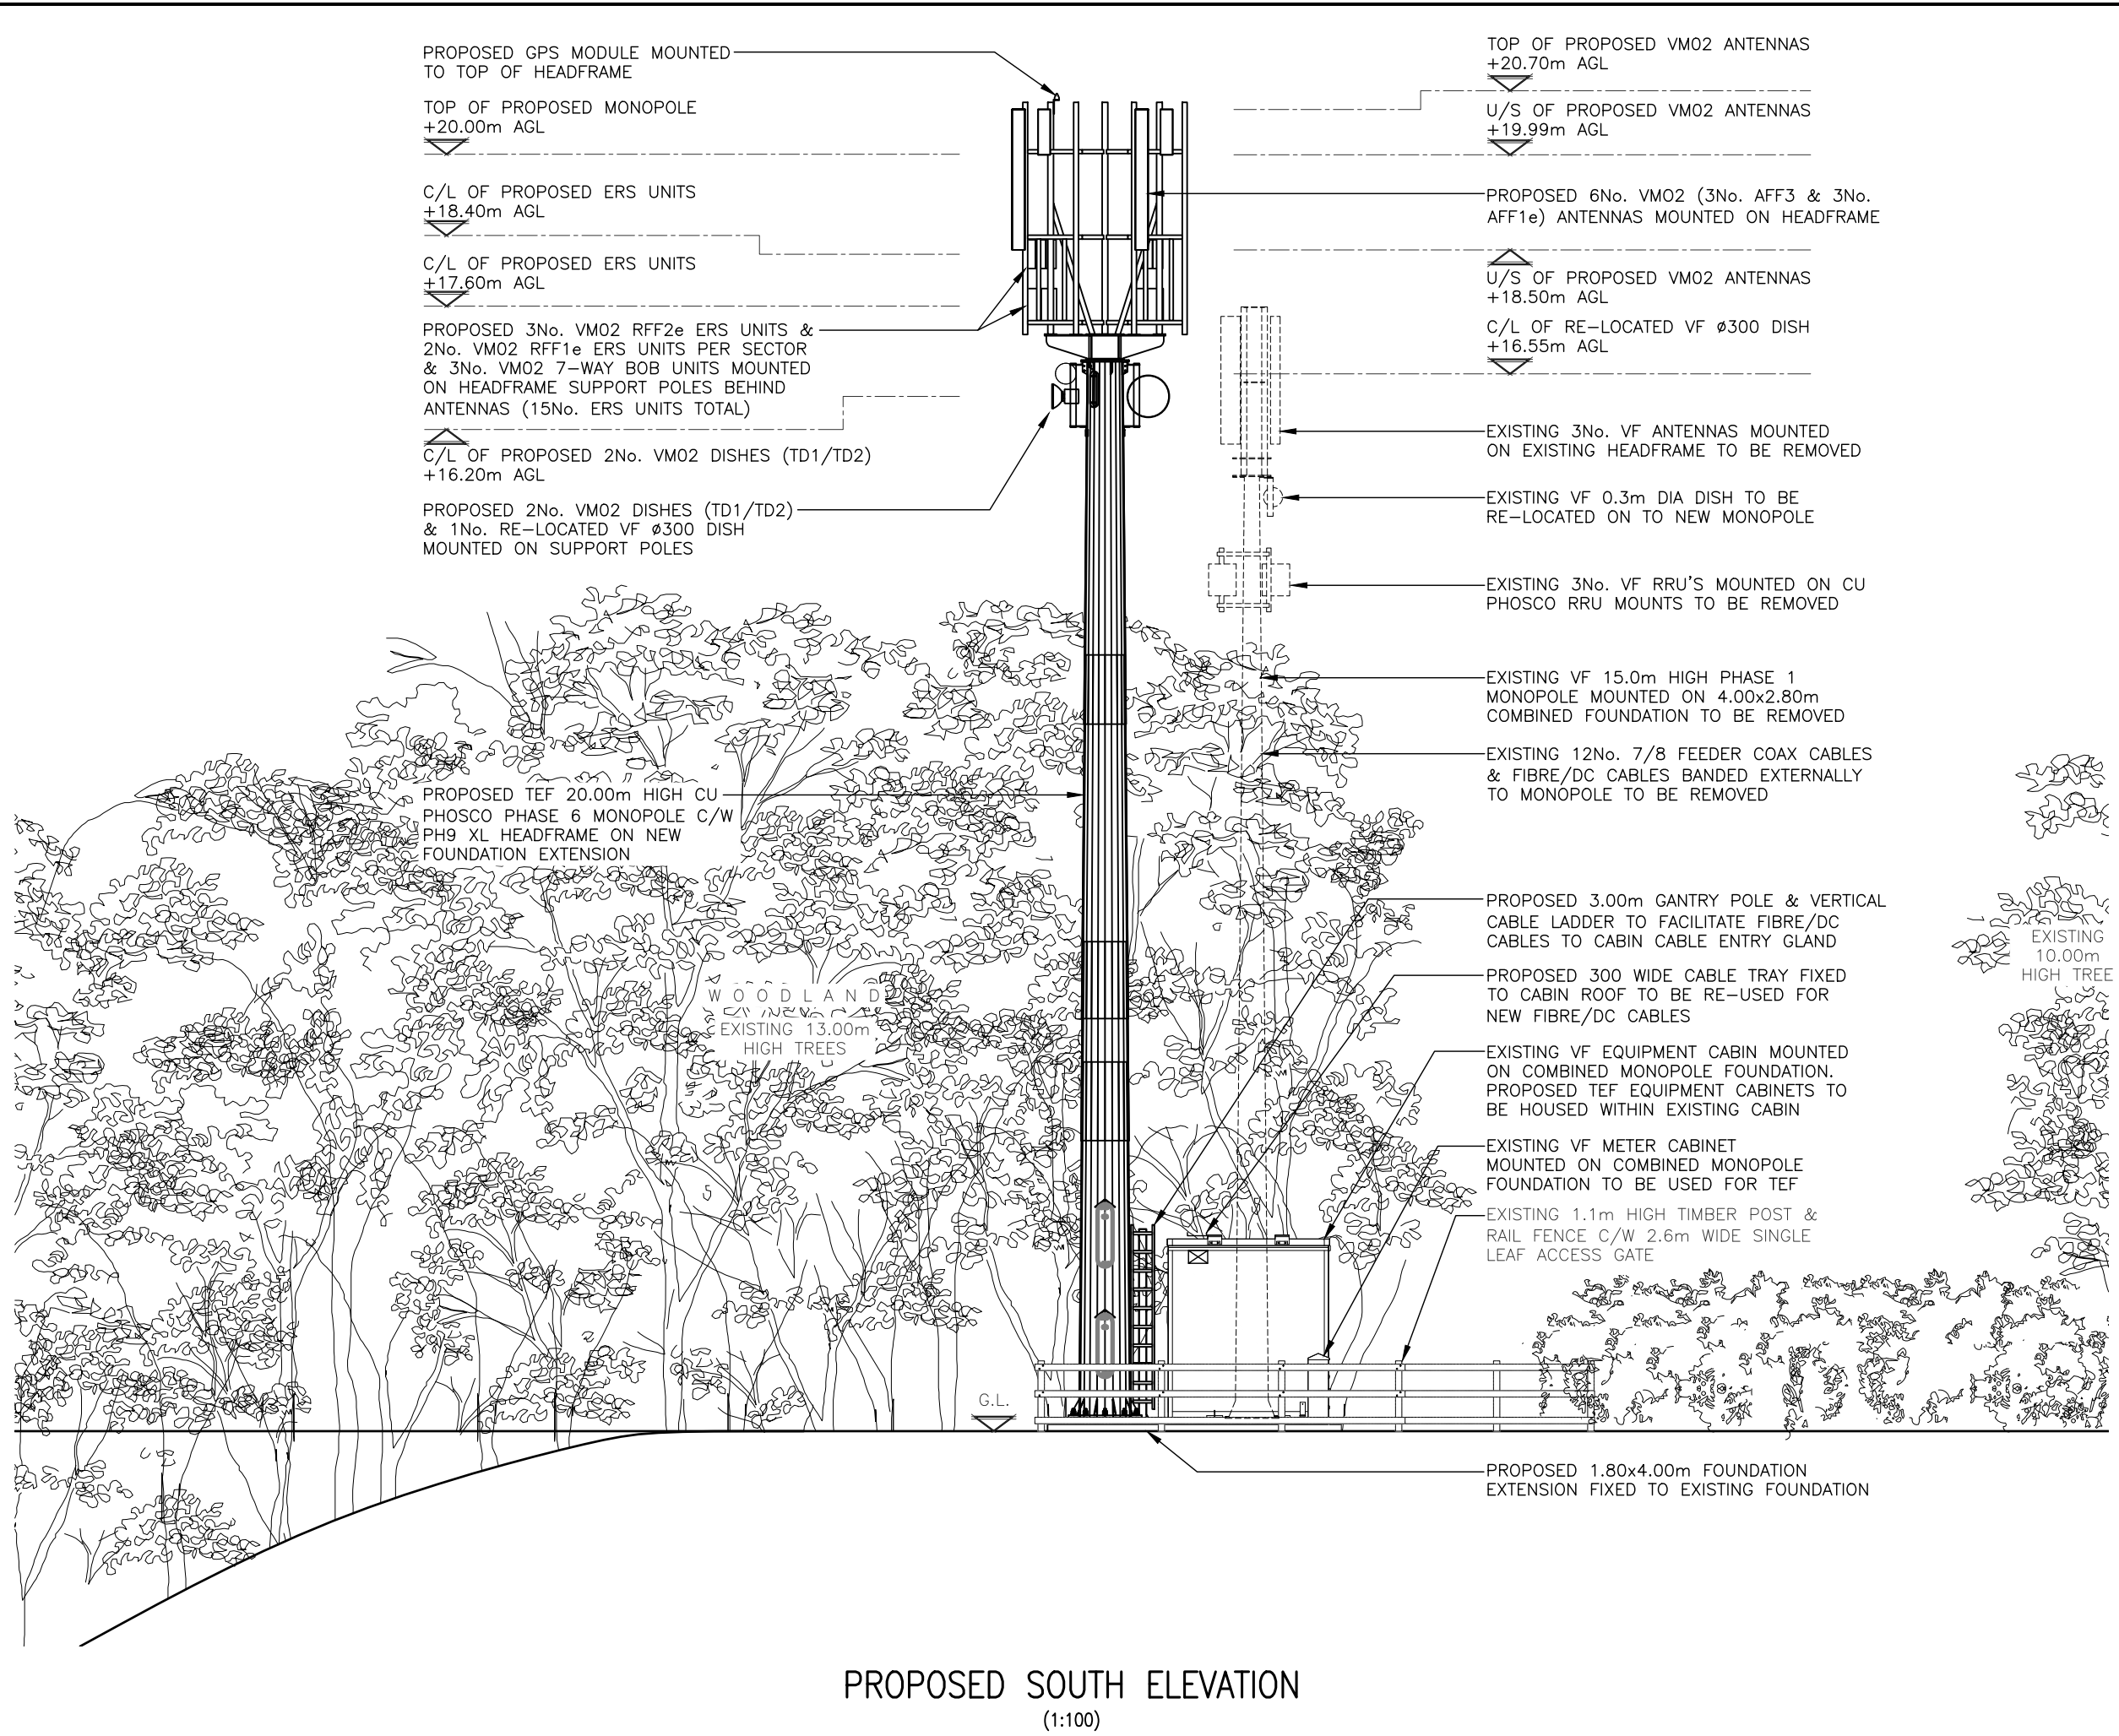 PROPOSED GPS MODULE MOUNTED
TO TOP OF HEADFRAME
TOP OF PROPOSED MONOPOLE
+20.00m AGL
C/L OF PROPOSED ERS UNITS
+18.40m AGL
C/L OF PROPOSED ERS UNITS
+17.60m AGL
PROPOSED 3No. VMO2 RFF2e ERS UNITS &
2No. VMO2 RFF1e ERS UNITS PER SECTOR
& 3No. VMO2 7-WAY BOB UNITS MOUNTED
ON HEADFRAME SUPPORT POLES BEHIND
ANTENNAS (15No. ERS UNITS TOTAL)
C/L OF PROPOSED 2No. VMO2 DISHES (TD1/TD2)
+16.20m AGL
PROPOSED 2No. VMO2 DISHES (TD1/TD2)
& 1No. RE-LOCATED VF ø300 DISH
MOUNTED ON SUPPORT POLES
PROPOSED TEF 20.00m HIGH CU
PHOSCO PHASE 6 MONOPOLE C/W
PH9 XL HEADFRAME ON NEW
FOUNDATION EXTENSION
WOODLAND
EXISTING 13.00m
HIGH TREES
G.L.
TOP OF PROPOSED VMO2 ANTENNAS
+20.70m AGL
U/S OF PROPOSED VMO2 ANTENNAS
+19.99m AGL
PROPOSED 6No. VMO2 (3No. AFF3 & 3No.
AFF1e) ANTENNAS MOUNTED ON HEADFRAME
U/S OF PROPOSED VMO2 ANTENNAS
+18.50m AGL
C/L OF RE-LOCATED VF ø300 DISH
+16.55m AGL
EXISTING 3No. VF ANTENNAS MOUNTED
ON EXISTING HEADFRAME TO BE REMOVED
EXISTING VF 0.3m DIA DISH TO BE
RE-LOCATED ON TO NEW MONOPOLE
EXISTING 3No. VF RRU'S MOUNTED ON CU
PHOSCO RRU MOUNTS TO BE REMOVED
EXISTING VF 15.0m HIGH PHASE 1
MONOPOLE MOUNTED ON 4.00x2.80m
COMBINED FOUNDATION TO BE REMOVED
EXISTING 12No. 7/8 FEEDER COAX CABLES
& FIBRE/DC CABLES BANDED EXTERNALLY
TO MONOPOLE TO BE REMOVED
PROPOSED 3.00m GANTRY POLE & VERTICAL
CABLE LADDER TO FACILITATE FIBRE/DC
CABLES TO CABIN CABLE ENTRY GLAND
PROPOSED 300 WIDE CABLE TRAY FIXED
TO CABIN ROOF TO BE RE-USED FOR
NEW FIBRE/DC CABLES
EXISTING VF EQUIPMENT CABIN MOUNTED
ON COMBINED MONOPOLE FOUNDATION.
PROPOSED TEF EQUIPMENT CABINETS TO
BE HOUSED WITHIN EXISTING CABIN
EXISTING VF METER CABINET
MOUNTED ON COMBINED MONOPOLE
FOUNDATION TO BE USED FOR TEF
EXISTING 1.1m HIGH TIMBER POST &
RAIL FENCE C/W 2.6m WIDE SINGLE
LEAF ACCESS GATE
EXISTING
10.00m
HIGH TREE
PROPOSED 1.80x4.00m FOUNDATION
EXTENSION FIXED TO EXISTING FOUNDATION
PROPOSED SOUTH ELEVATION
(1:100)